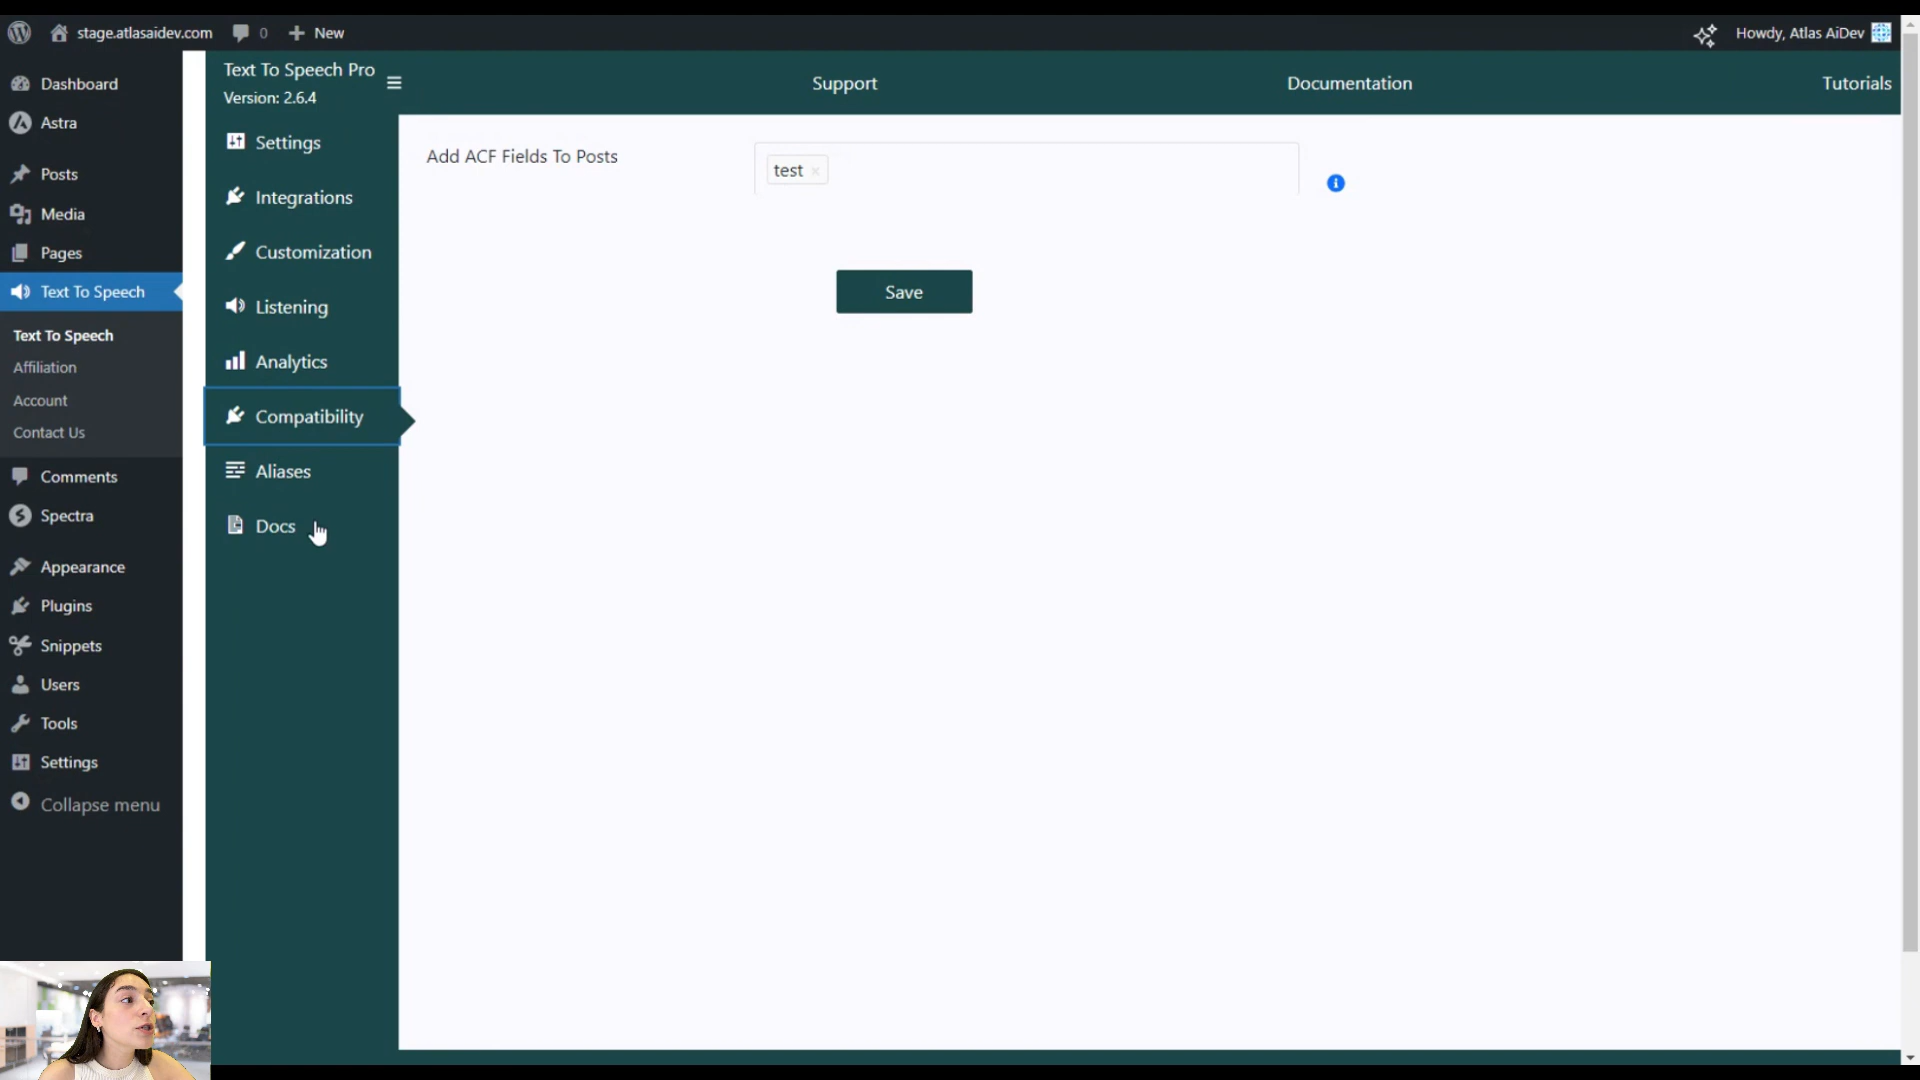 stage.atlasaidev.com
0
New
Howdy, Atlas AiDev
Dashboard
Astra
Posts
Media
Pages
Text To Speech
Text To Speech
Affiliation
Account
Contact Us
Comments
Spectra
Appearance
Plugins
Snippets
Users
Tools
Settings
Collapse menu
Text To Speech Pro
Version: 2.6.4
Support
Documentation
Tutorials
Settings
Integrations
Customization
Listening
Analytics
Compatibility
Aliases
Docs
Add ACF Fields To Posts
test ×
Save